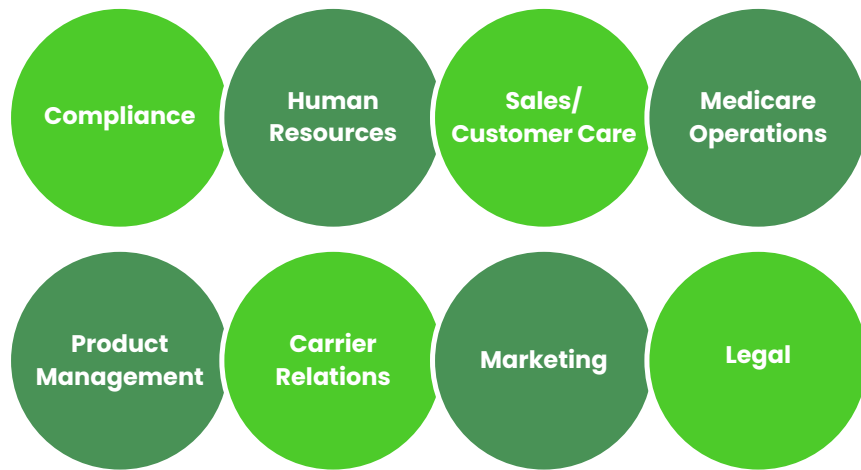 Compliance
Human
Resources
Sales/
Customer Care
Medicare
Operations
Product
Management
Carrier
Relations
Marketing
Legal